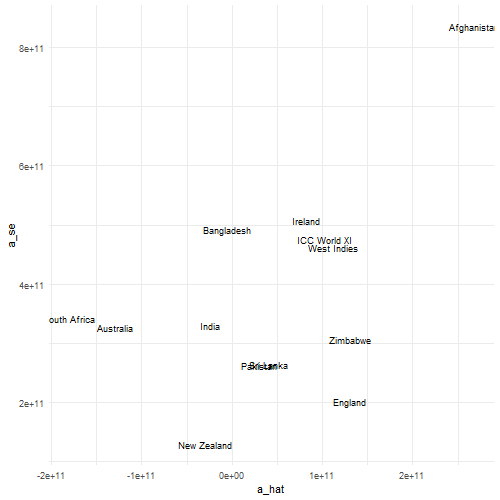 Afghanistan
8e+11
6e+11
Ireland
Bangladesh
ICC World XI
West Indies
a_se
4e+11
outh Africa
Australia
India
Zimbabwe
Pakistan
Sri Lanka
2e+11
England
New Zealand
-2e+11
-1e+11
0e+00
1e+11
2e+11
a_hat